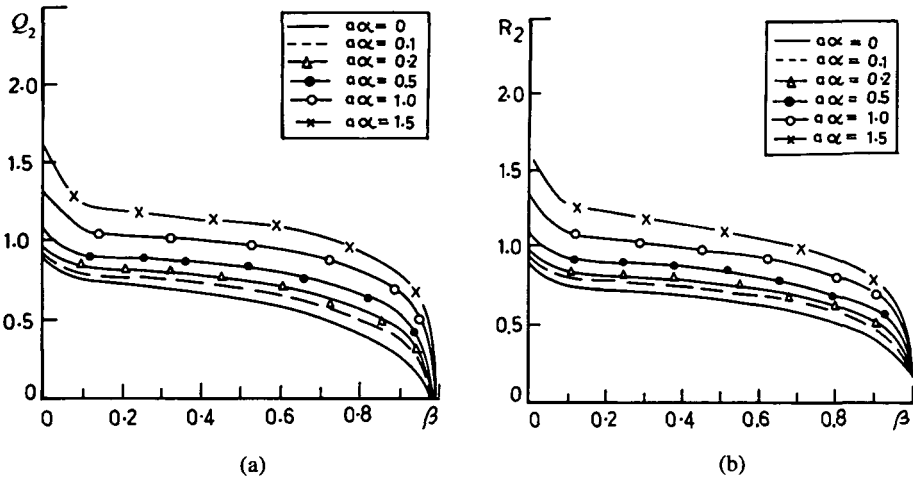 (a)
Q₂
2.0
1.5
1.0
0.5
0
0 0.2 0.4 0.6 0.8 β
aα = 0
aα = 0.1
aα = 0.2
aα = 0.5
aα = 1.0
aα = 1.5
(a)
(b)
R₂
2.0
1.5
1.0
0.5
0
0 0.2 0.4 0.6 0.8 β
aα = 0
aα = 0.1
aα = 0.2
aα = 0.5
aα = 1.0
aα = 1.5
(b)